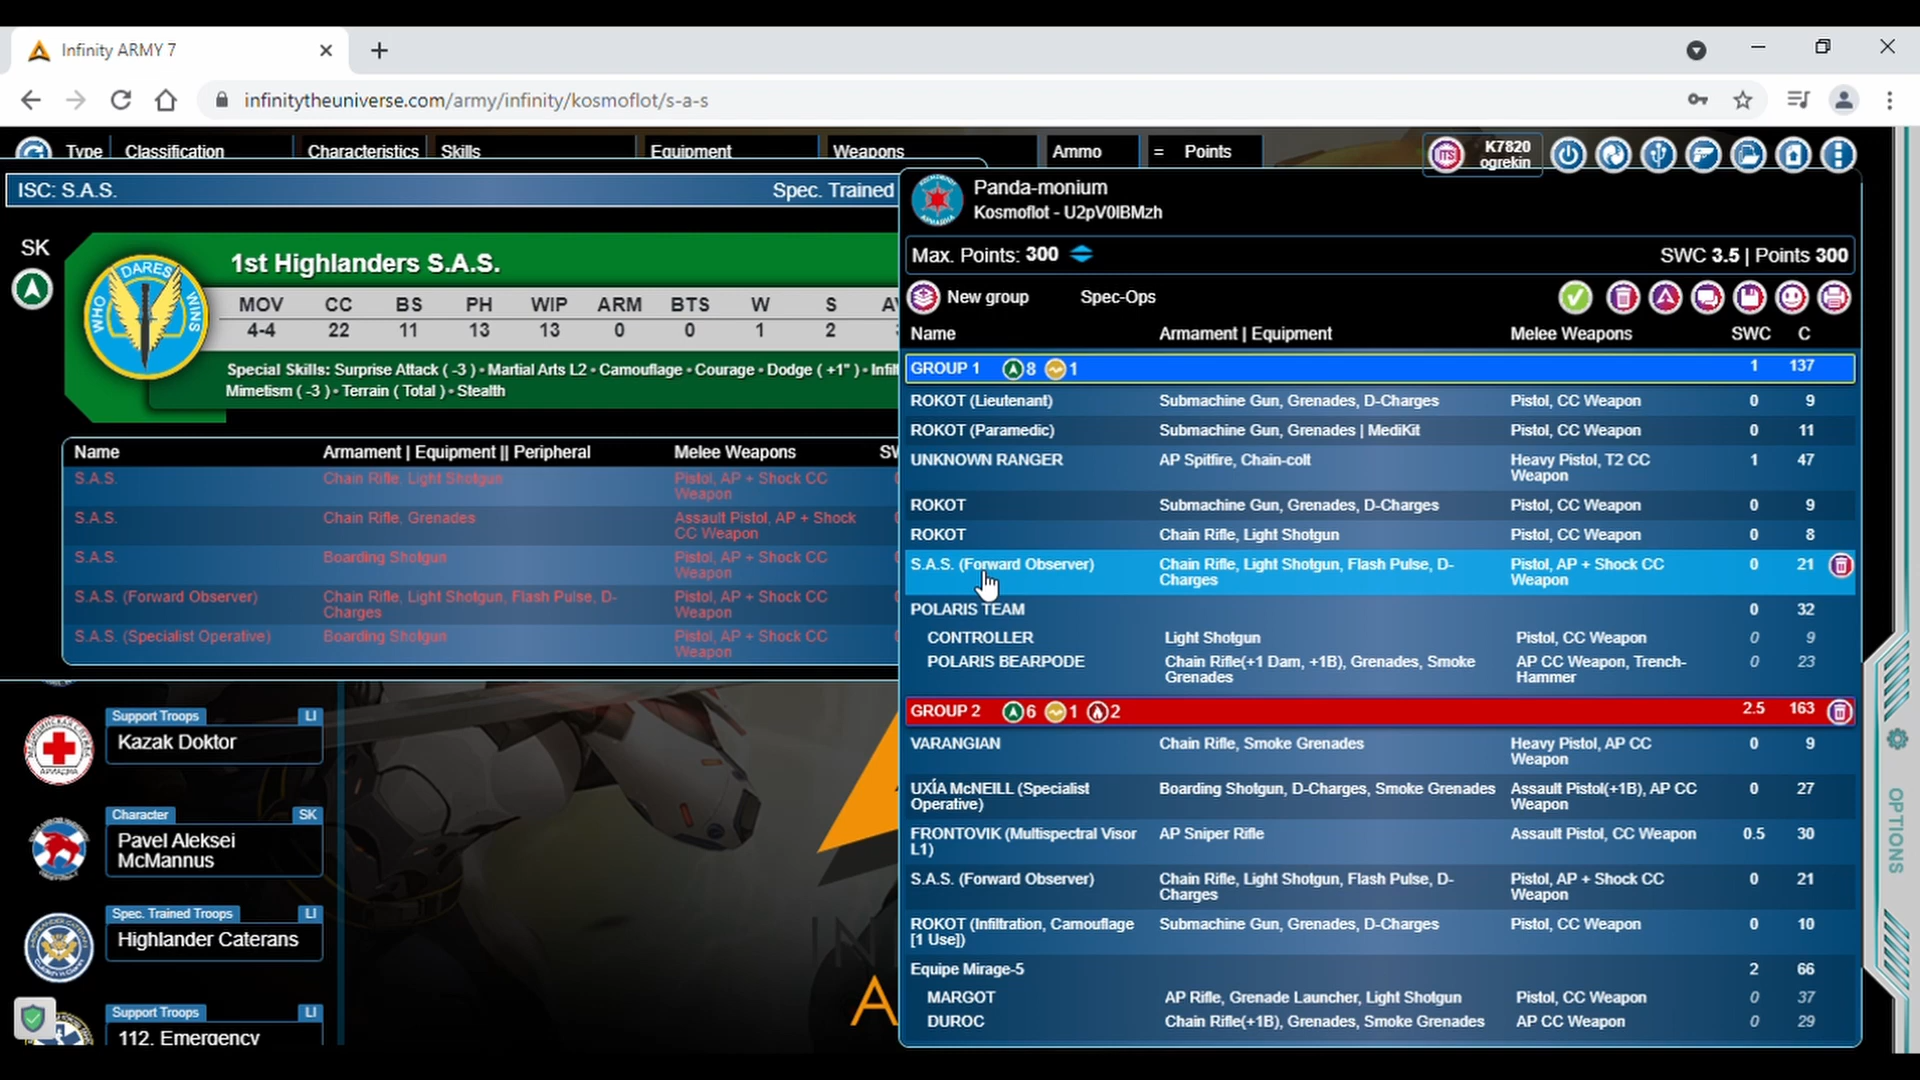 Infinity ARMY 7
infinitytheuniverse.com/army/infinity/kosmoflot/s-a-s
Type Classification Characteristics Skills Equipment Weapons Ammo = Points
ITS K7820 ogrekin
ISC: S.A.S. Spec. Trained
SK
WHO DARES WINS
1st Highlanders S.A.S.
MOV CC BS PH WIP ARM BTS W S
4-4 22 11 13 13 0 0 1 2
Special Skills: Surprise Attack ( -3 ) • Martial Arts L2 • Camouflage • Courage • Dodge ( +1" ) •
Mimetism ( -3 ) • Terrain ( Total ) • Stealth
Name Armament | Equipment || Peripheral Melee Weapons
S.A.S. Chain Rifle, Light Shotgun Pistol, AP + Shock CC
Weapon
S.A.S. Chain Rifle, Grenades Assault Pistol, AP + Shock
CC Weapon
S.A.S. Boarding Shotgun Pistol, AP + Shock CC
Weapon
S.A.S. (Forward Observer) Chain Rifle, Light Shotgun, Flash Pulse, D-
Charges
Pistol, AP + Shock CC
Weapon
S.A.S. (Specialist Operative) Boarding Shotgun Pistol, AP + Shock CC
Weapon
Support Troops LI
Kazak Doktor
Character SK
Pavel Aleksei
McMannus
Spec. Trained Troops LI
Highlander Caterans
Support Troops LI
112. Emergency
Panda-monium
Kosmoflot - U2pV0IBMzh
Max. Points: 300 SWC 3.5 | Points 300
New group Spec-Ops
Name Armament | Equipment Melee Weapons SWC C
GROUP 1 8 1 1 137
ROKOT (Lieutenant) Submachine Gun, Grenades, D-Charges Pistol, CC Weapon 0 9
ROKOT (Paramedic) Submachine Gun, Grenades | MediKit Pistol, CC Weapon 0 11
UNKNOWN RANGER AP Spitfire, Chain-colt Heavy Pistol, T2 CC 1 47
Weapon
ROKOT Submachine Gun, Grenades, D-Charges Pistol, CC Weapon 0 9
ROKOT Chain Rifle, Light Shotgun Pistol, CC Weapon 0 8
S.A.S. (Forward Observer) Chain Rifle, Light Shotgun, Flash Pulse, D- Pistol, AP + Shock CC 0 21
Charges Weapon
POLARIS TEAM 0 32
CONTROLLER Light Shotgun Pistol, CC Weapon 0 9
POLARIS BEARPODE Chain Rifle(+1 Dam, +1B), Grenades, Smoke AP CC Weapon, Trench- 0 23
Grenades Hammer
GROUP 2 6 1 2 2.5 163
VARANGIAN Chain Rifle, Smoke Grenades Heavy Pistol, AP CC 0 9
Weapon
UXÍA McNEILL (Specialist Boarding Shotgun, D-Charges, Smoke Grenades Assault Pistol(+1B), AP CC 0 27
Operative) Weapon
FRONTOVIK (Multispectral Visor AP Sniper Rifle Assault Pistol, CC Weapon 0.5 30
L1)
S.A.S. (Forward Observer) Chain Rifle, Light Shotgun, Flash Pulse, D- Pistol, AP + Shock CC 0 21
Charges Weapon
ROKOT (Infiltration, Camouflage Submachine Gun, Grenades, D-Charges Pistol, CC Weapon 0 10
[1 Use])
Equipe Mirage-5 2 66
MARGOT AP Rifle, Grenade Launcher, Light Shotgun Pistol, CC Weapon 0 37
DUROC Chain Rifle(+1B), Grenades, Smoke Grenades AP CC Weapon 0 29
OPTIONS